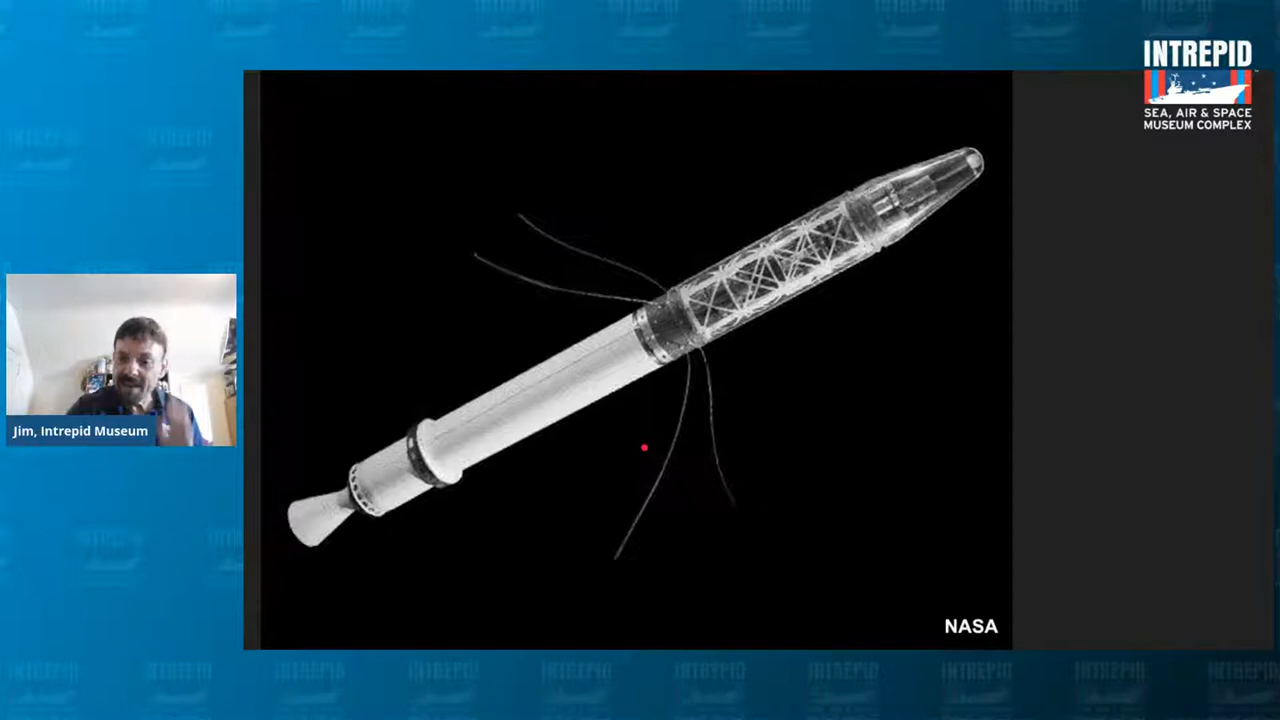 INTREPID
SEA, AIR & SPACE
MUSEUM COMPLEX
Jim, Intrepid Museum
NASA